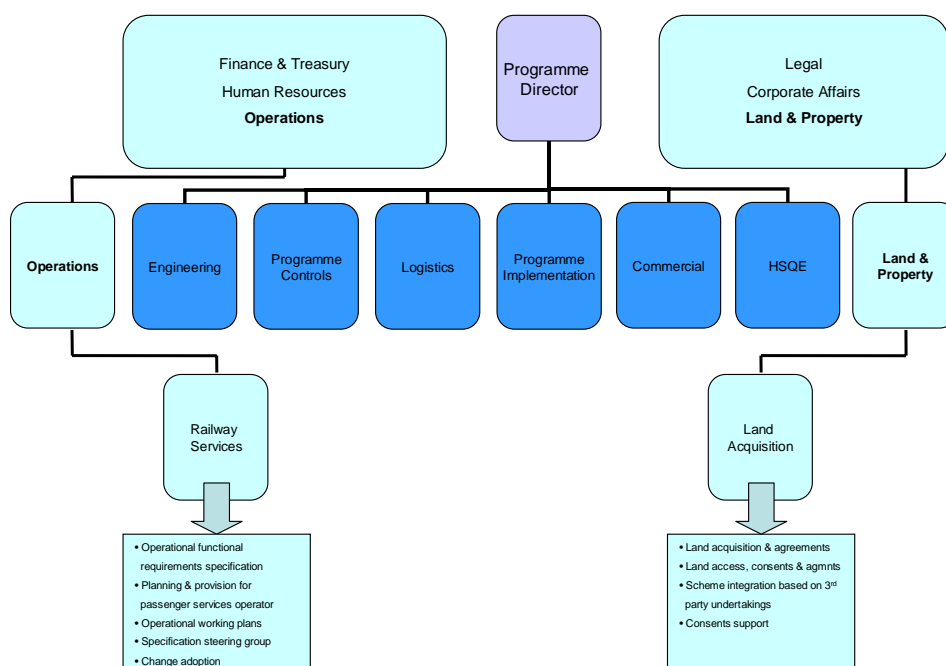 Finance & Treasury
Human Resources
Operations
Programme
Director
Legal
Corporate Affairs
Land & Property
Operations
Engineering
Programme
Controls
Logistics
Programme
Implementation
Commercial
HSQE
Land &
Property
Railway
Services
Land
Acquisition
• Operational functional
requirements specification
• Planning & provision for
passenger services operator
• Operational working plans
• Specification steering group
• Change adoption
• Land acquisition & agreements
• Land access, consents & agmnts
• Scheme integration based on 3rd
party undertakings
• Consents support